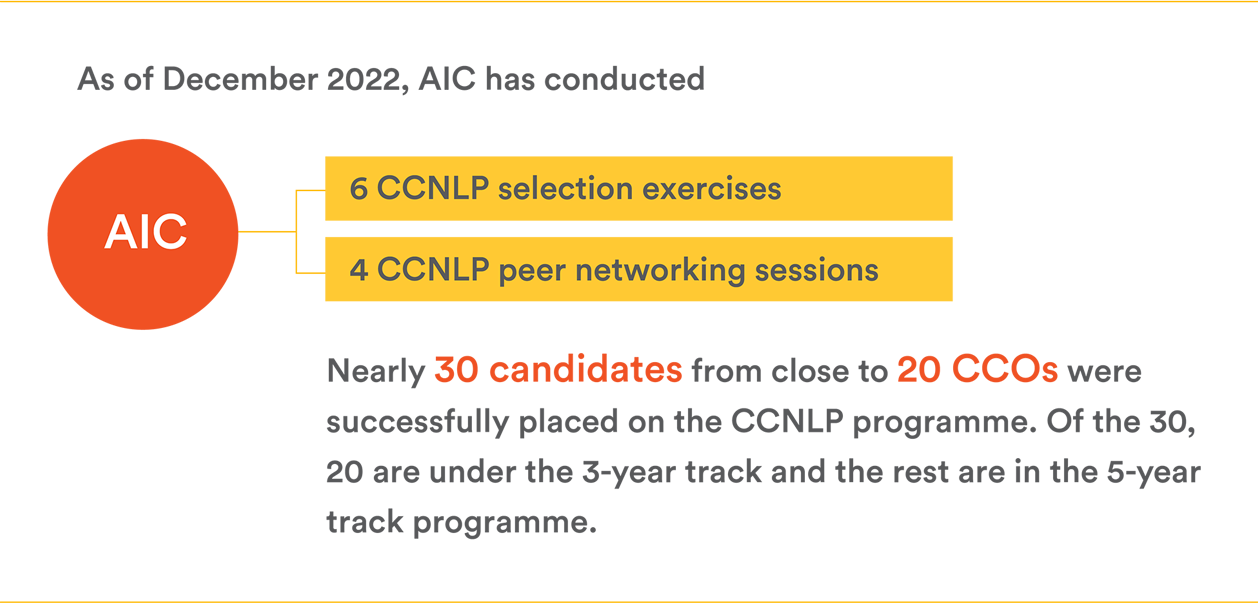 As of December 2022, AIC has conducted
AIC
6 CCNLP selection exercises
4 CCNLP peer networking sessions
Nearly 30 candidates from close to 20 CCOs were
successfully placed on the CCNLP programme. Of the 30,
20 are under the 3-year track and the rest are in the 5-year
track programme.